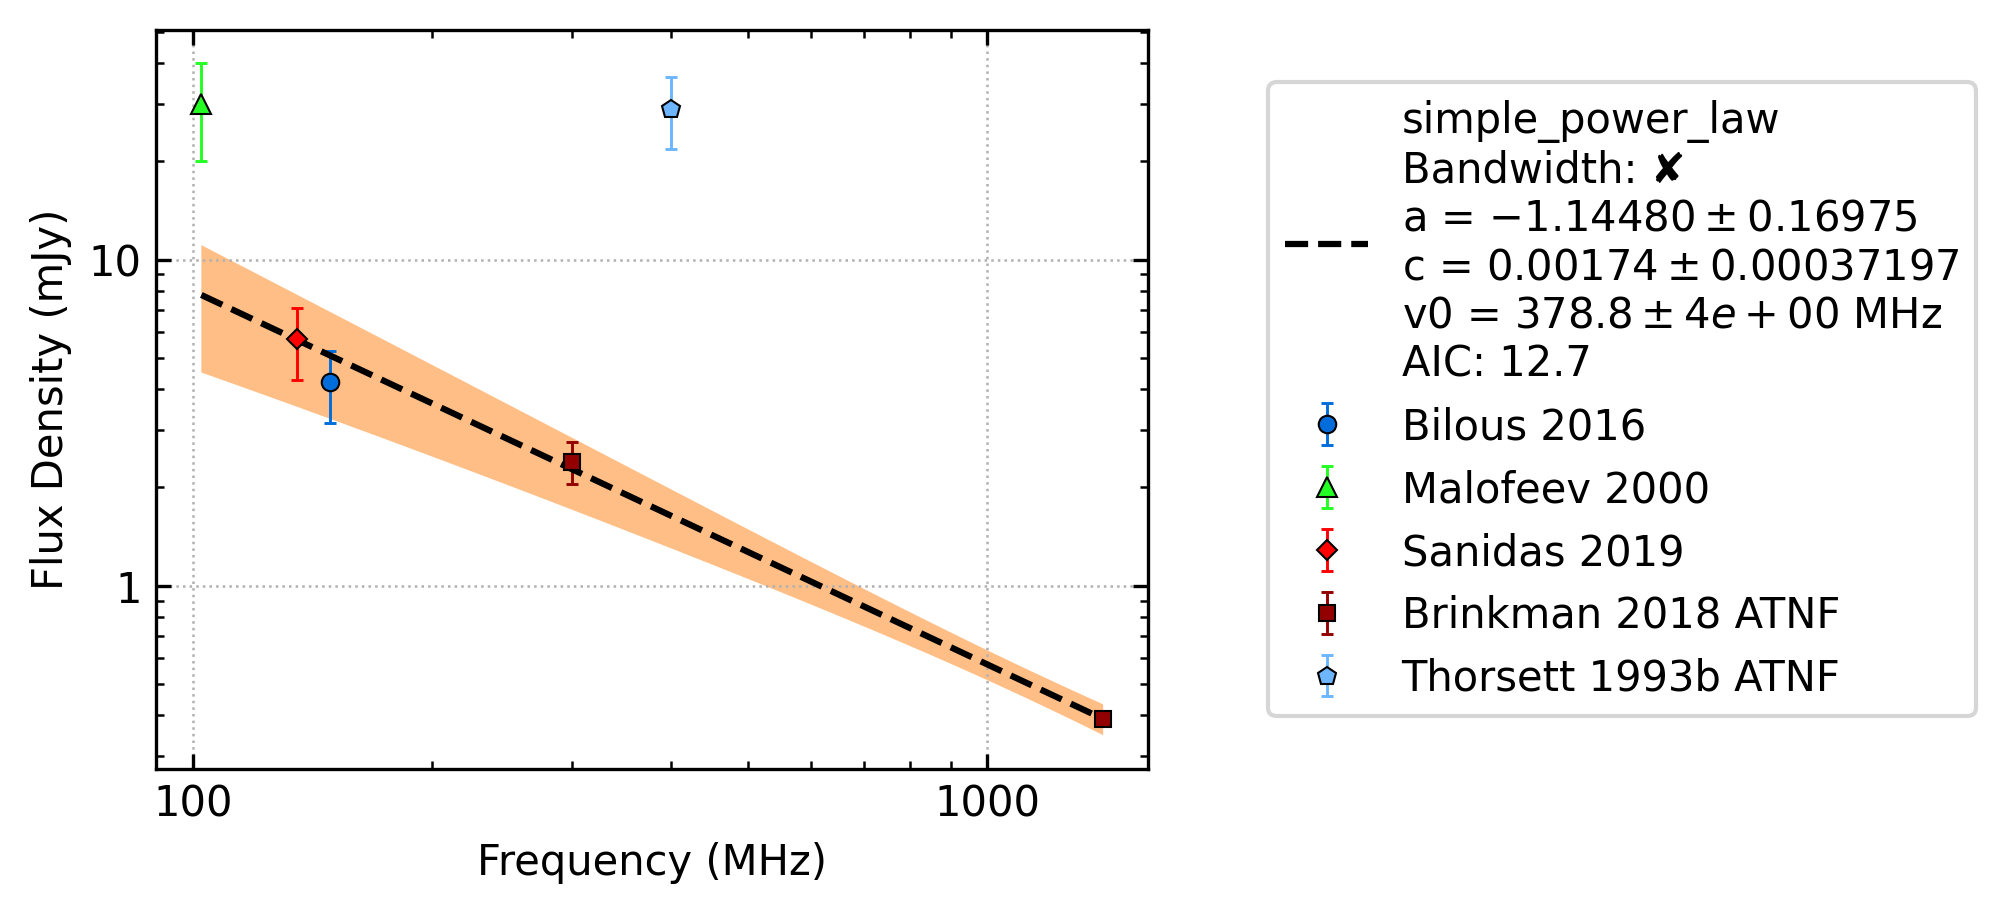 10
1
100
1000
Flux Density (mJy)
Frequency (MHz)
simple_power_law
Bandwidth: ✘
a = −1.14480 ± 0.16975
c = 0.00174 ± 0.00037197
v0 = 378.8 ± 4e + 00 MHz
AIC: 12.7
Bilous 2016
Malofeev 2000
Sanidas 2019
Brinkman 2018 ATNF
Thorsett 1993b ATNF